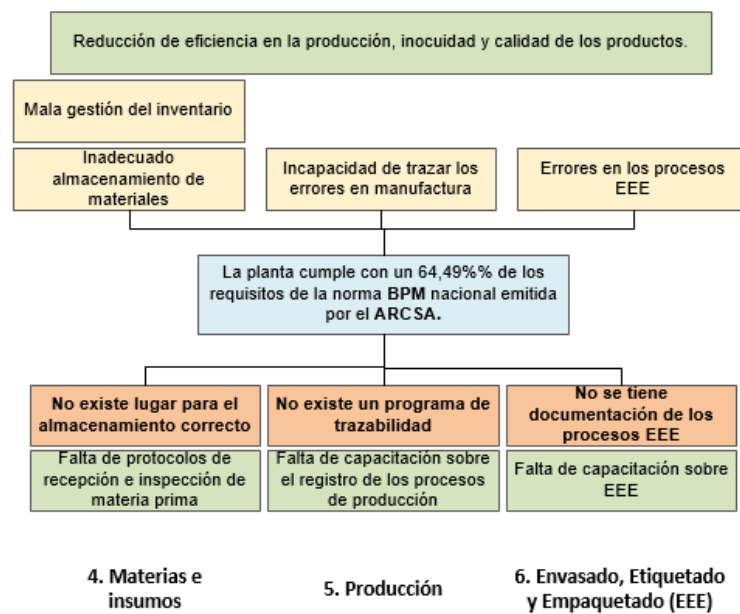 Reducción de eficiencia en la producción, inocuidad y calidad de los productos.
Mala gestión del inventario
Inadecuado
almacenamiento de
materiales
Incapacidad de trazar los
errores en manufactura
Errores en los procesos
EEE
La planta cumple con un 64,49%% de los
requisitos de la norma BPM nacional emitida
por el ARCSA.
No existe lugar para el
almacenamiento correcto
No existe un programa de
trazabilidad
No se tiene
documentación de los
procesos EEE
Falta de protocolos de
recepción e inspección de
materia prima
Falta de capacitación sobre
el registro de los procesos
de producción
Falta de capacitación sobre
EEE
4. Materias e
insumos
5. Producción
6. Envasado, Etiquetado
y Empaquetado (EEE)